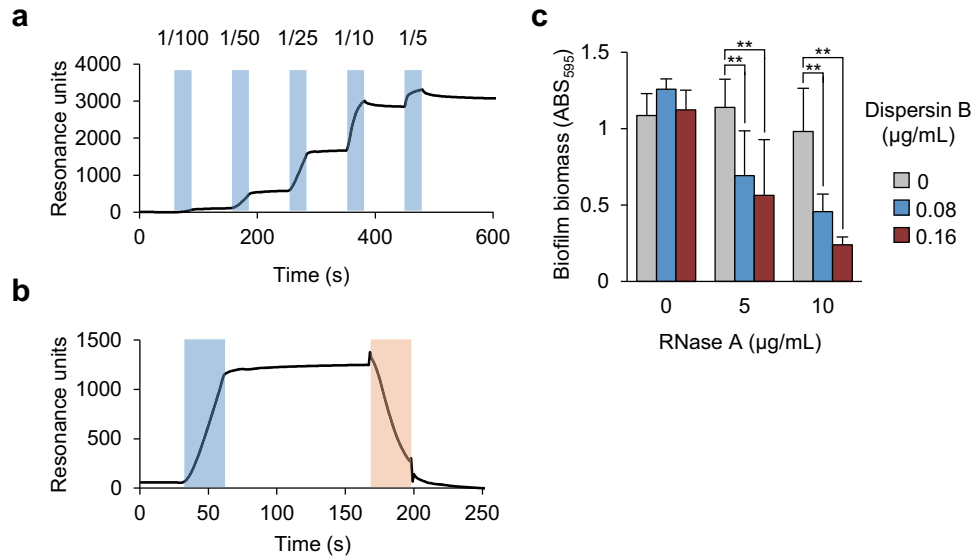 a
1/100 1/50 1/25 1/10 1/5
4000
3000
2000
1000
0
Resonance units
0 200 400 600
Time (s)
b
1500
1000
500
0
Resonance units
0 50 100 150 200 250
Time (s)
c
1.5
1
0.5
0
Biofilm biomass (ABS595)
**
**
**
**
0 5 10
RNase A (µg/mL)
Dispersin B
(µg/mL)
0
0.08
0.16